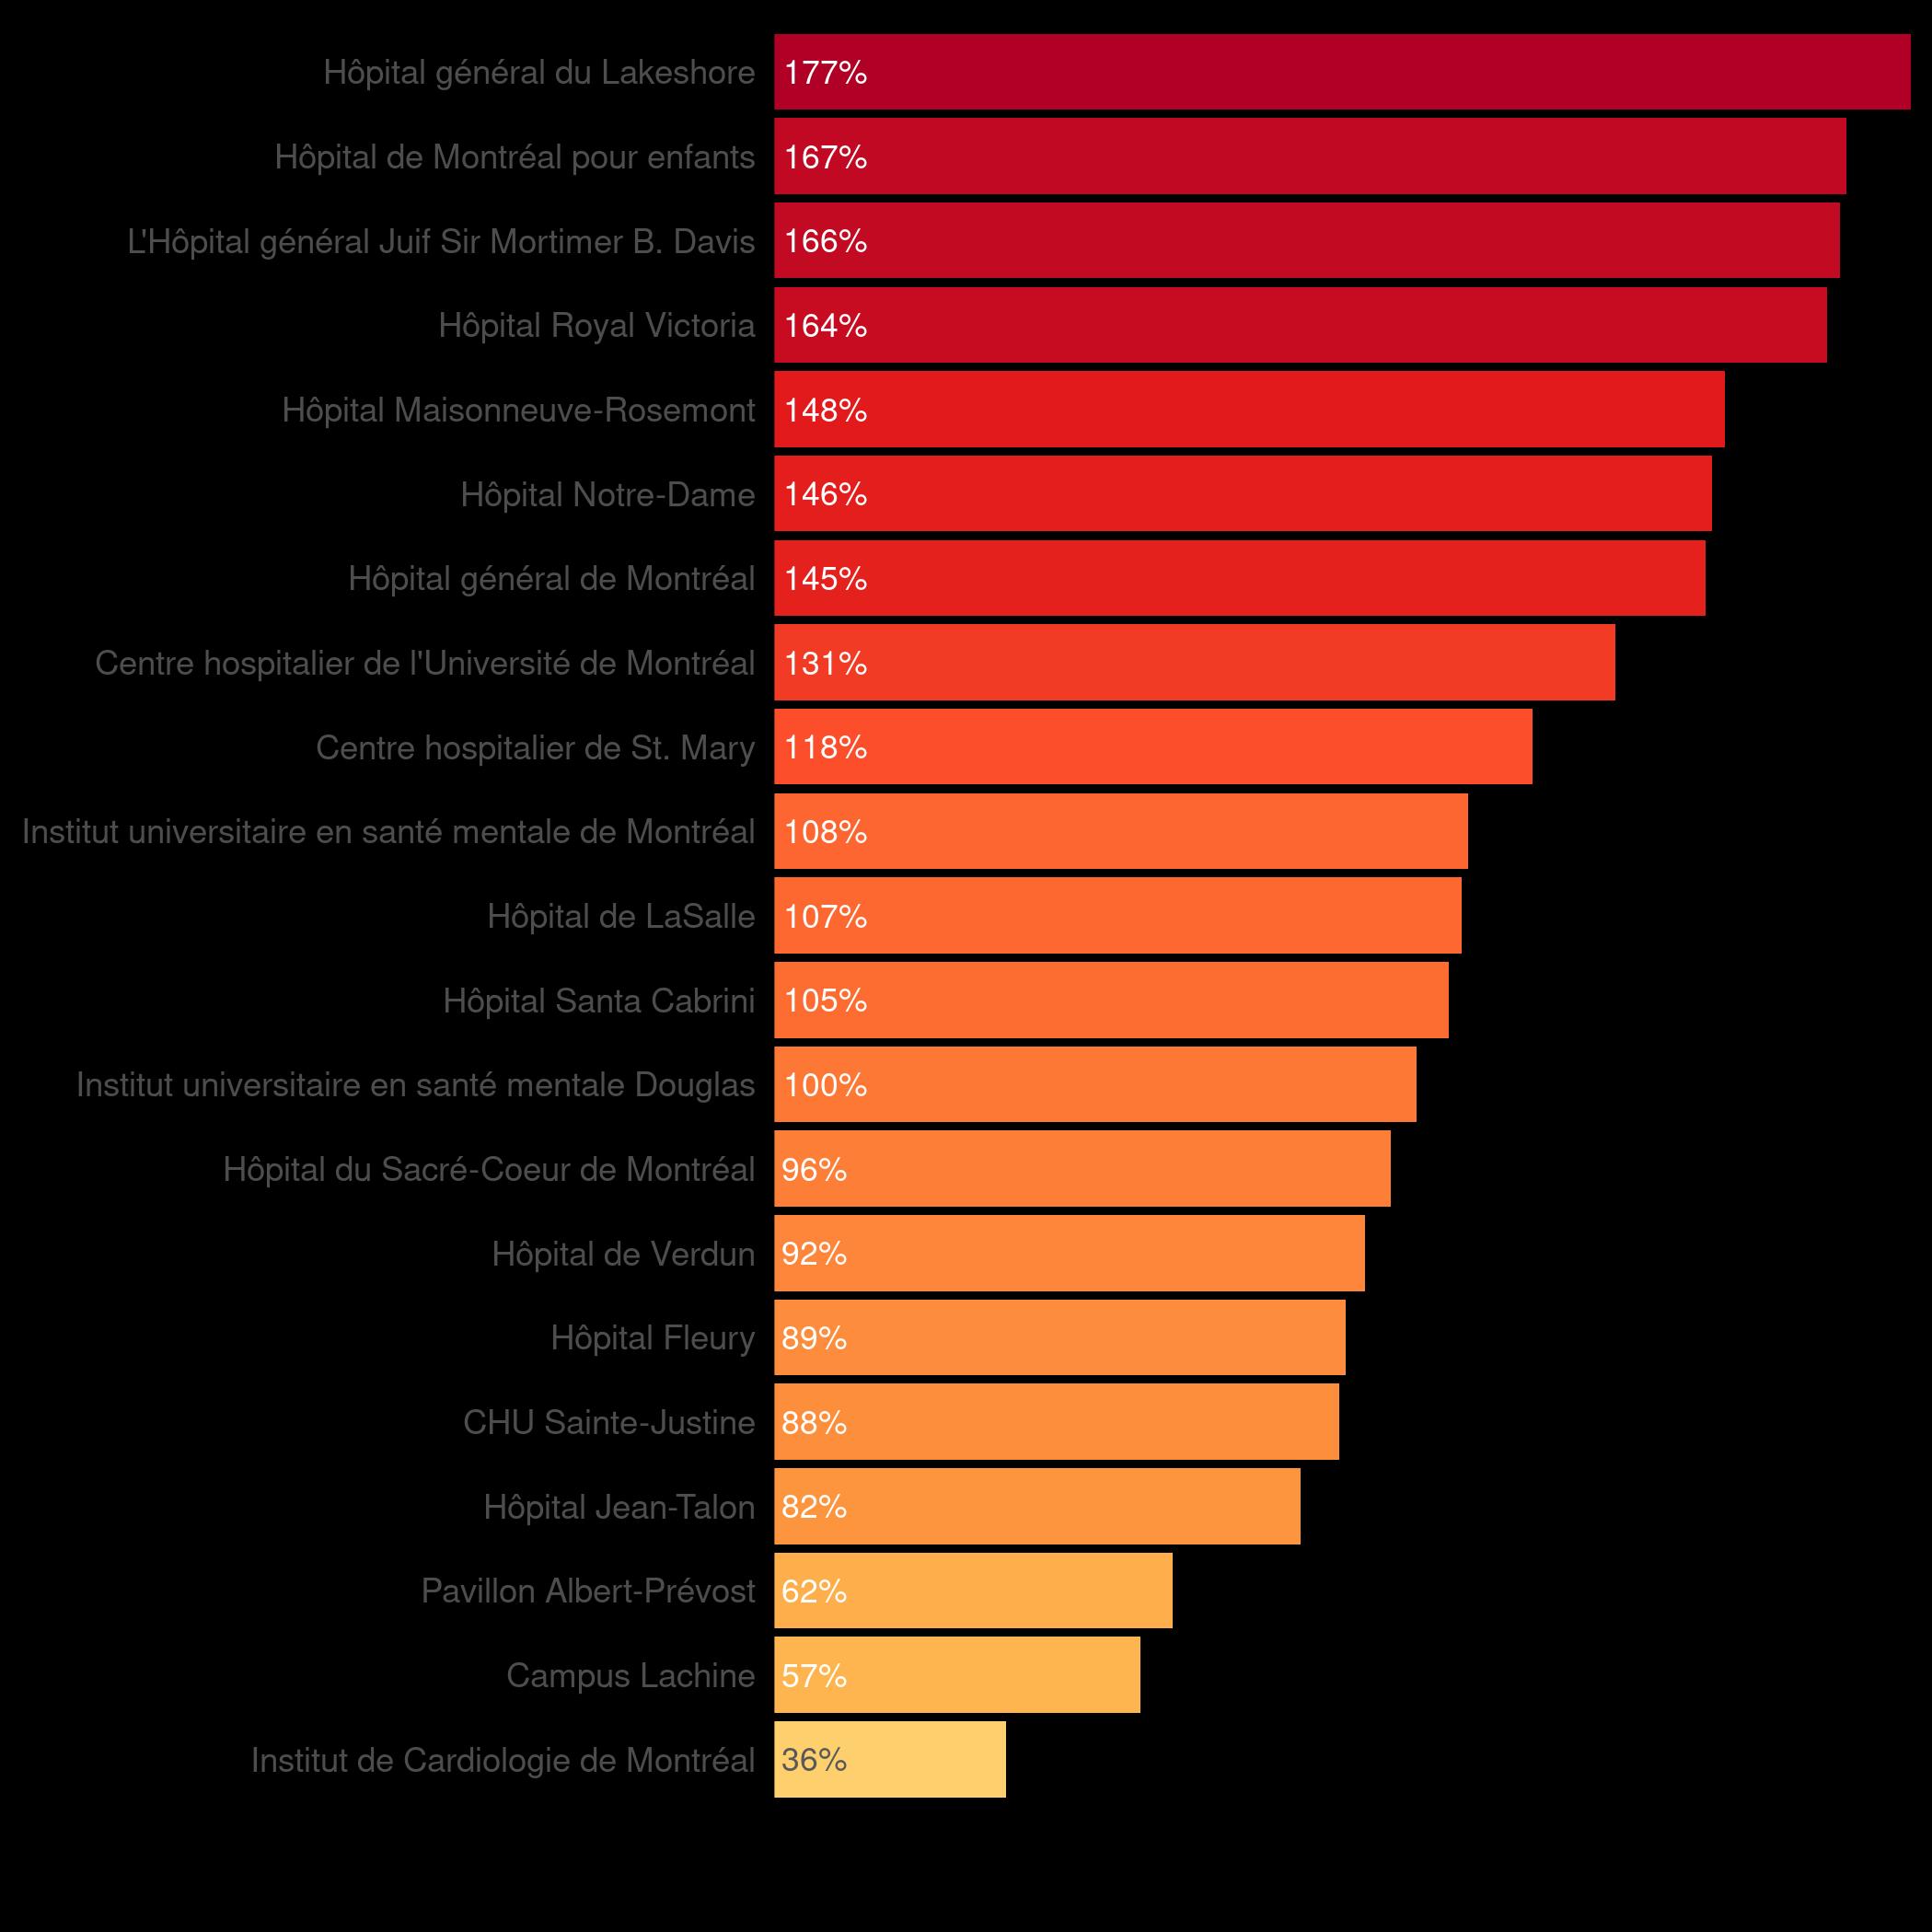 Hôpital général du Lakeshore 177%
Hôpital de Montréal pour enfants 167%
L'Hôpital général Juif Sir Mortimer B. Davis 166%
Hôpital Royal Victoria 164%
Hôpital Maisonneuve-Rosemont 148%
Hôpital Notre-Dame 146%
Hôpital général de Montréal 145%
Centre hospitalier de l'Université de Montréal 131%
Centre hospitalier de St. Mary 118%
Institut universitaire en santé mentale de Montréal 108%
Hôpital de LaSalle 107%
Hôpital Santa Cabrini 105%
Institut universitaire en santé mentale Douglas 100%
Hôpital du Sacré-Coeur de Montréal 96%
Hôpital de Verdun 92%
Hôpital Fleury 89%
CHU Sainte-Justine 88%
Hôpital Jean-Talon 82%
Pavillon Albert-Prévost 62%
Campus Lachine 57%
Institut de Cardiologie de Montréal 36%